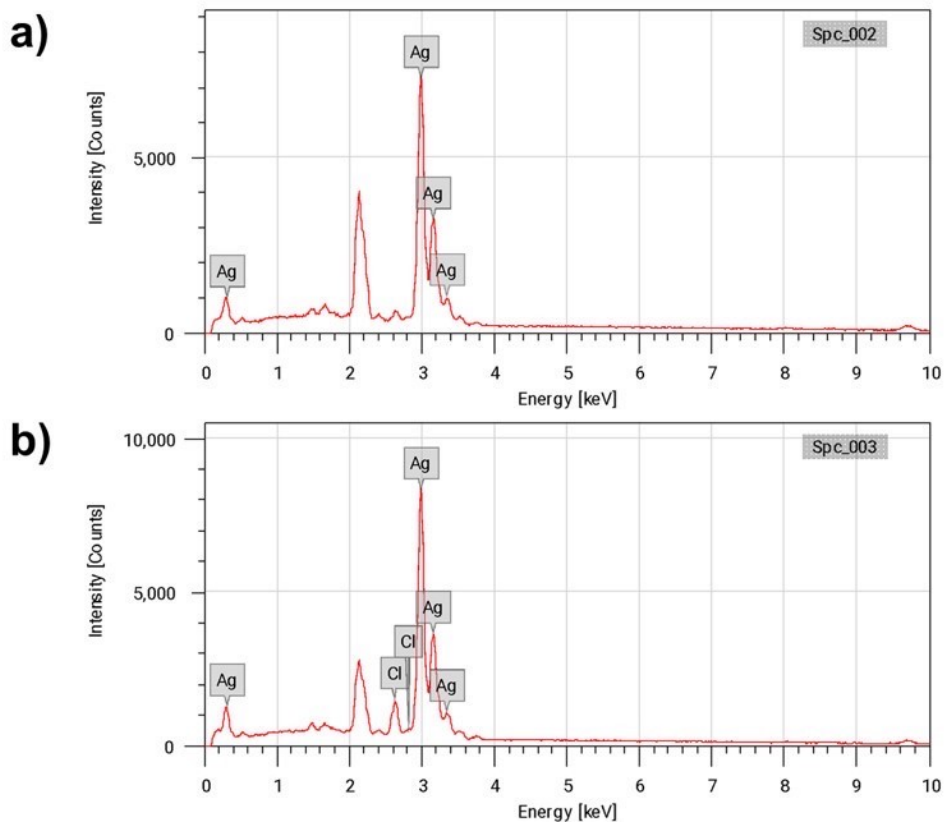 a)
Spc_002
Ag
Ag
Ag
Ag
5,000
0
Intensity [Counts]
0 1 2 3 4 5 6 7 8 9 10
Energy [keV]
b)
Spc_003
10,000
Ag
Ag
Cl
Cl
Ag
Ag
5,000
0
Intensity [Counts]
0 1 2 3 4 5 6 7 8 9 10
Energy [keV]